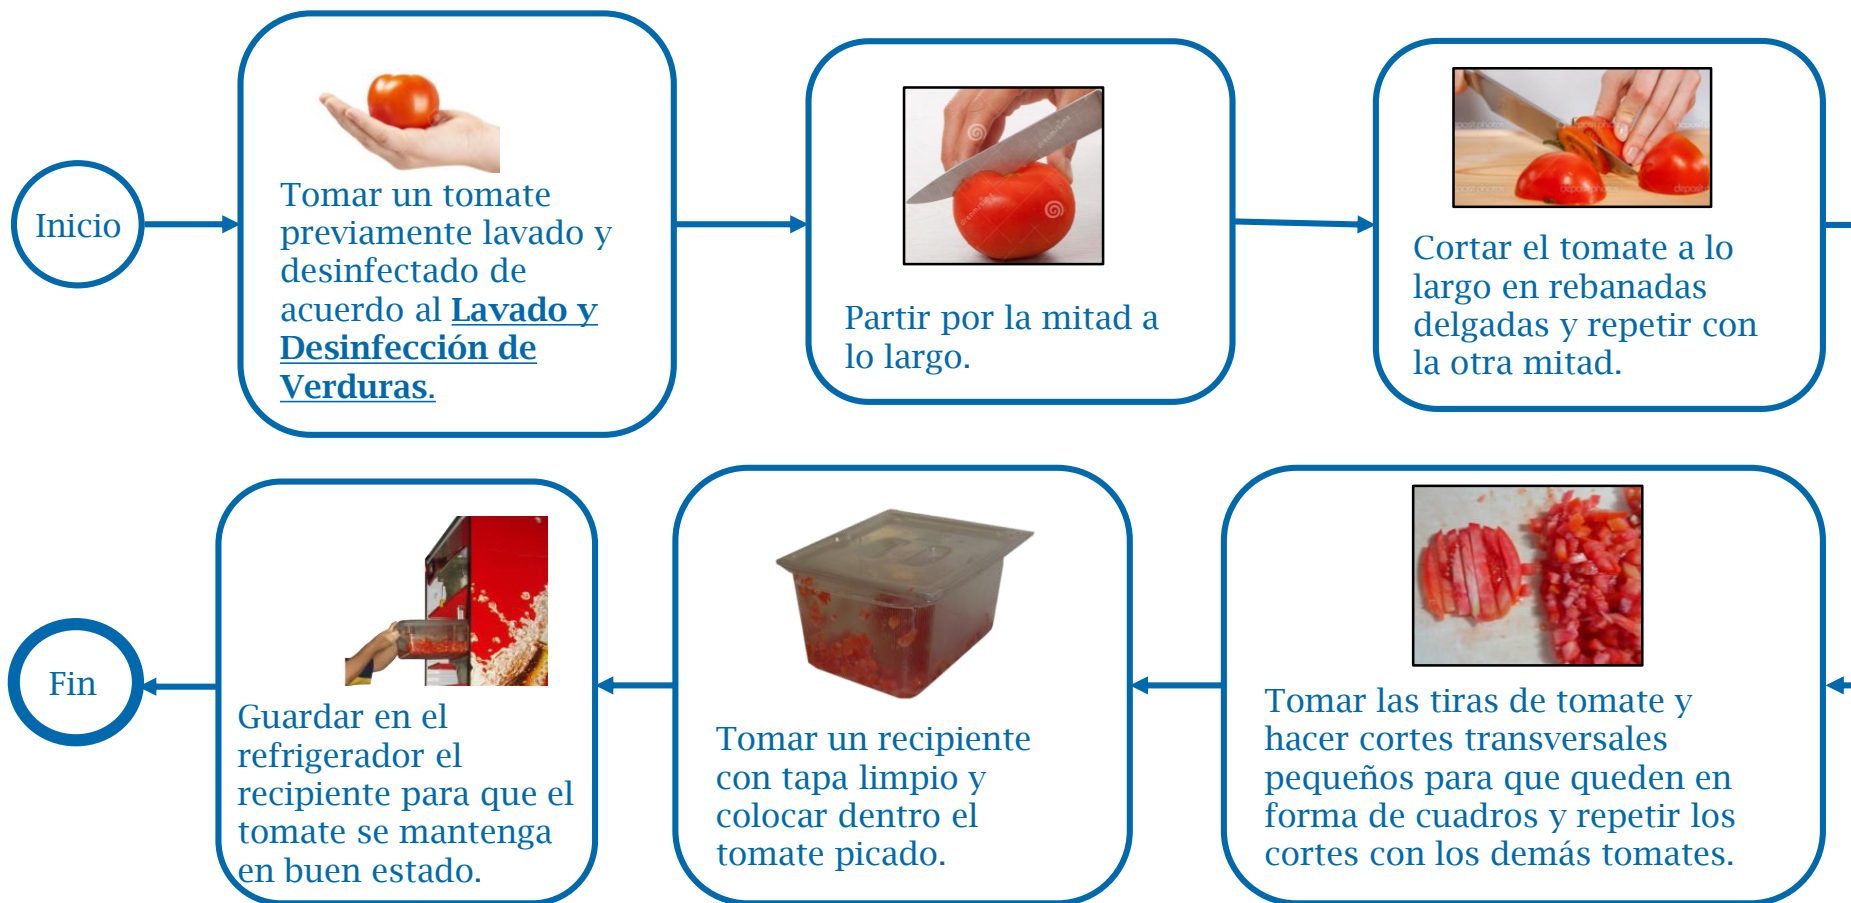 Inicio
Tomar un tomate
previamente lavado y
desinfectado de
acuerdo al Lavado y
Desinfección de
Verduras.
Partir por la mitad a
lo largo.
Cortar el tomate a lo
largo en rebanadas
delgadas y repetir con
la otra mitad.
Tomar las tiras de tomate y
hacer cortes transversales
pequeños para que queden en
forma de cuadros y repetir los
cortes con los demás tomates.
Tomar un recipiente
con tapa limpio y
colocar dentro el
tomate picado.
Guardar en el
refrigerador el
recipiente para que el
tomate se mantenga
en buen estado.
Fin